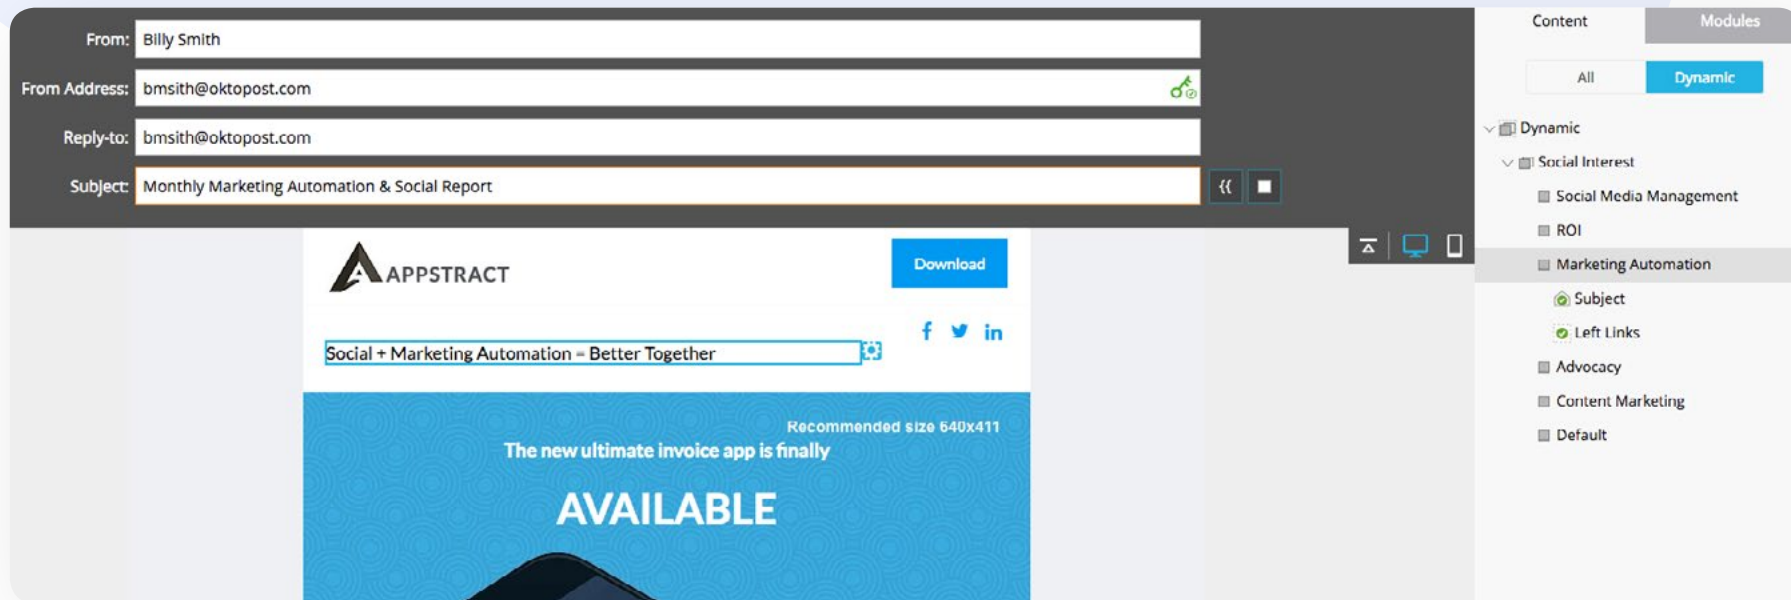 From: Billy Smith
From Address: bmsith@oktopost.com
Reply-to: bmsith@oktopost.com
Subject: Monthly Marketing Automation & Social Report
{{
APPSTRACT
Download
f in
Social + Marketing Automation = Better Together
Recommended size 640x411
The new ultimate invoice app is finally
AVAILABLE
Content Modules
All Dynamic
Dynamic
Social Interest
Social Media Management
ROI
Marketing Automation
Subject
Left Links
Advocacy
Content Marketing
Default